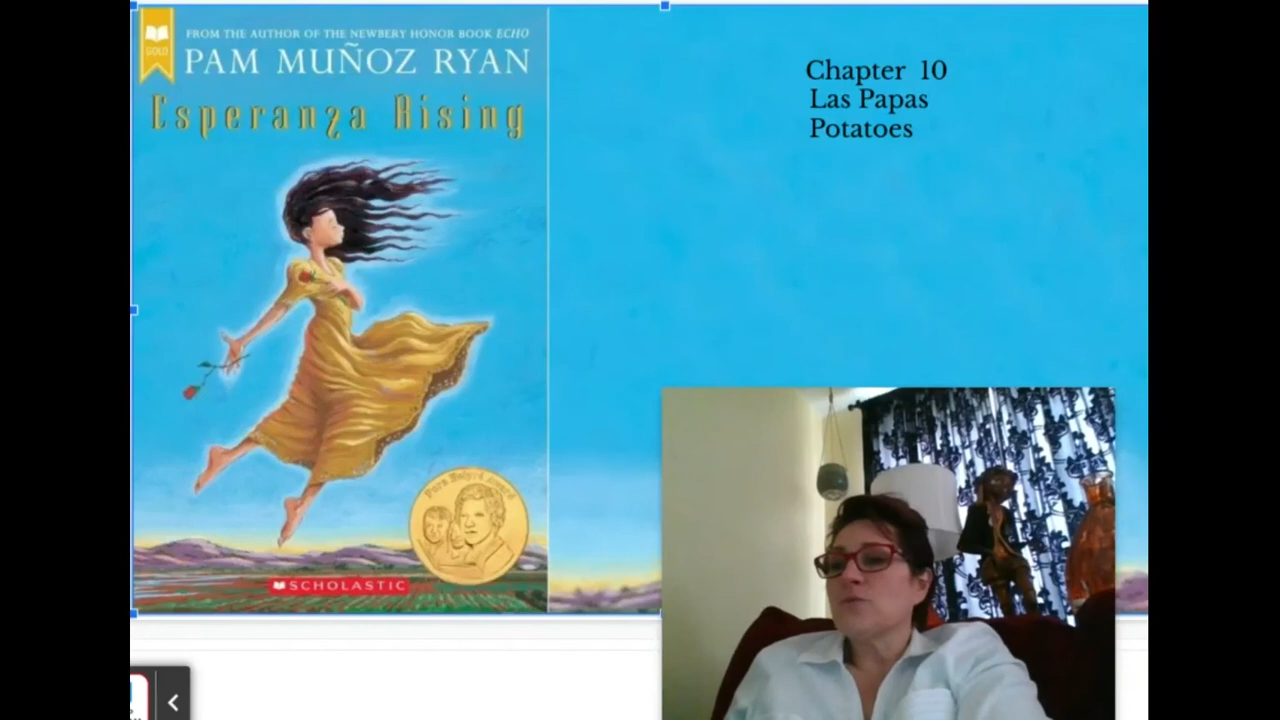 GOLD
FROM THE AUTHOR OF THE NEWBERY HONOR BOOK ECHO
PAM MUÑOZ RYAN
Esperanza Rising
Pura Belpré Award
SCHOLASTIC
Chapter 10
Las Papas
Potatoes